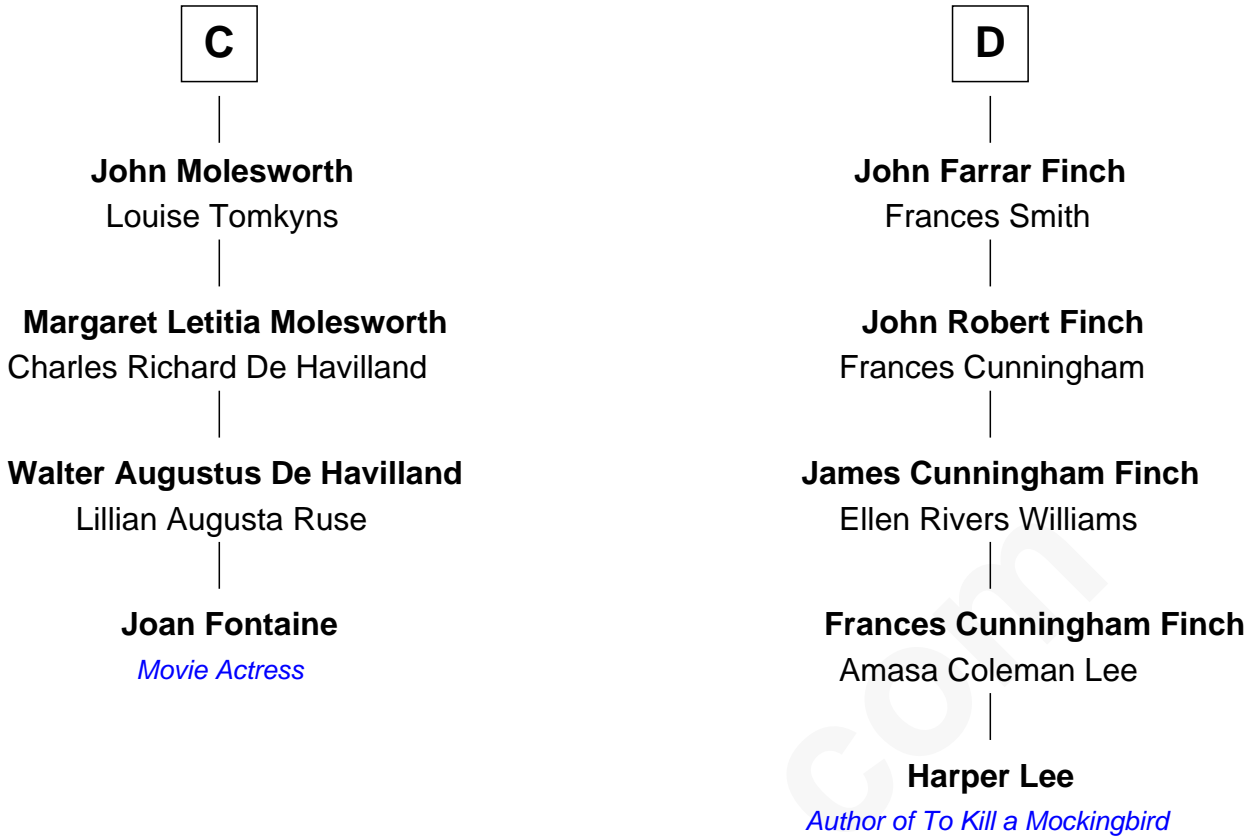 C
John Molesworth
Louise Tomkyns
Margaret Letitia Molesworth
Charles Richard De Havilland
Walter Augustus De Havilland
Lillian Augusta Ruse
Joan Fontaine
Movie Actress
D
John Farrar Finch
Frances Smith
John Robert Finch
Frances Cunningham
James Cunningham Finch
Ellen Rivers Williams
Frances Cunningham Finch
Amasa Coleman Lee
Harper Lee
Author of To Kill a Mockingbird
com